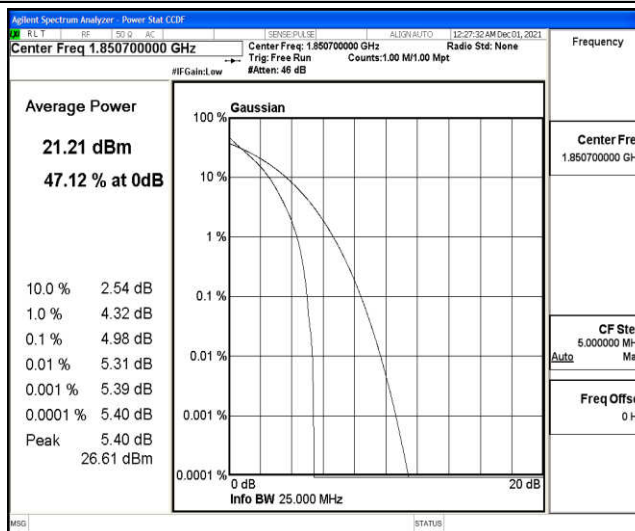 Agilent Spectrum Analyzer - Power Stat CCDF
LXI RLT RF 50 Ω AC SENSE:PULSE ALIGN AUTO 12:27:32 AM Dec 01, 2021
Center Freq 1.850700000 GHz
Center Freq: 1.850700000 GHz Radio Std: None
Trig: Free Run Counts:1.00 M/1.00 Mpt
#IFGain:Low #Atten: 46 dB
Frequency
Average Power
21.21 dBm
47.12 % at 0dB
10.0 % 2.54 dB
1.0 % 4.32 dB
0.1 % 4.98 dB
0.01 % 5.31 dB
0.001 % 5.39 dB
0.0001 % 5.40 dB
Peak 5.40 dB
26.61 dBm
Gaussian
100 %
10 %
1 %
0.1 %
0.01 %
0.001 %
0.0001 %
0 dB 20 dB
Info BW 25.000 MHz
Center Fre
1.850700000 GH
CF Ste
5.000000 MH
Auto Ma
Freq Offs
0 H
MSG STATUS